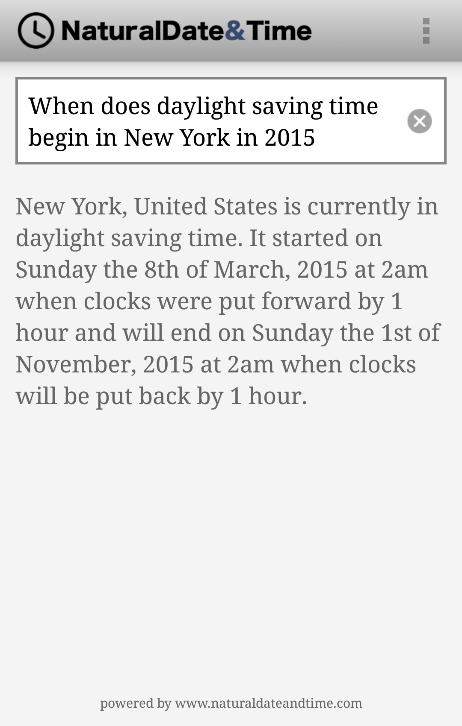 NaturalDate&Time
When does daylight saving time
begin in New York in 2015
New York, United States is currently in
daylight saving time. It started on
Sunday the 8th of March, 2015 at 2am
when clocks were put forward by 1
hour and will end on Sunday the 1st of
November, 2015 at 2am when clocks
will be put back by 1 hour.
powered by www.naturaldateandtime.com